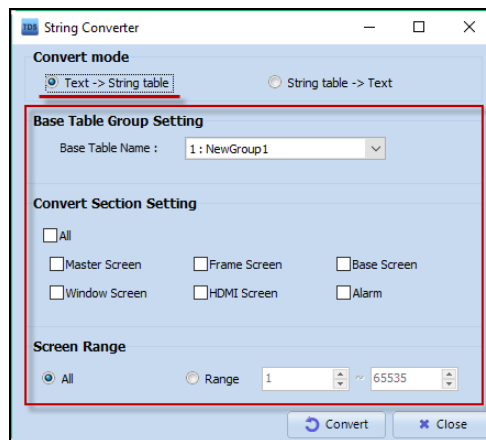 TDS String Converter
Convert mode
Text -> String table String table -> Text
Base Table Group Setting
Base Table Name : 1 : NewGroup1
Convert Section Setting
All
Master Screen Frame Screen Base Screen
Window Screen HDMI Screen Alarm
Screen Range
All Range 1 ~ 65535
Convert Close